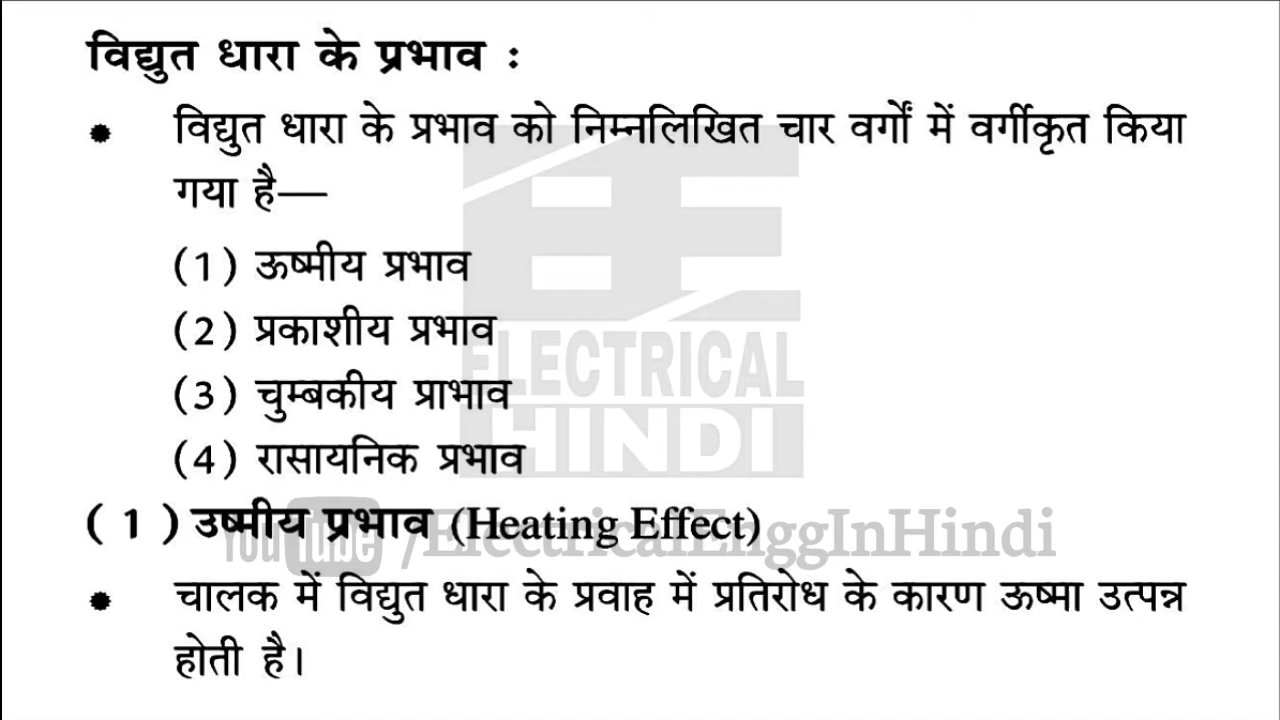 विद्युत धारा के प्रभाव :
विद्युत धारा के प्रभाव को निम्नलिखित चार वर्गों में वर्गीकृत किया
गया है—
(1) ऊष्मीय प्रभाव
(2) प्रकाशीय प्रभाव
(3) चुम्बकीय प्राभाव
(4) रासायनिक प्रभाव
ELECTRICAL
HINDI
(1) उष्मीय प्रभाव (Heating Effect)
YouTube /ElectricalEnggInHindi
चालक में विद्युत धारा के प्रवाह में प्रतिरोध के कारण ऊष्मा उत्पन्न
होती है।